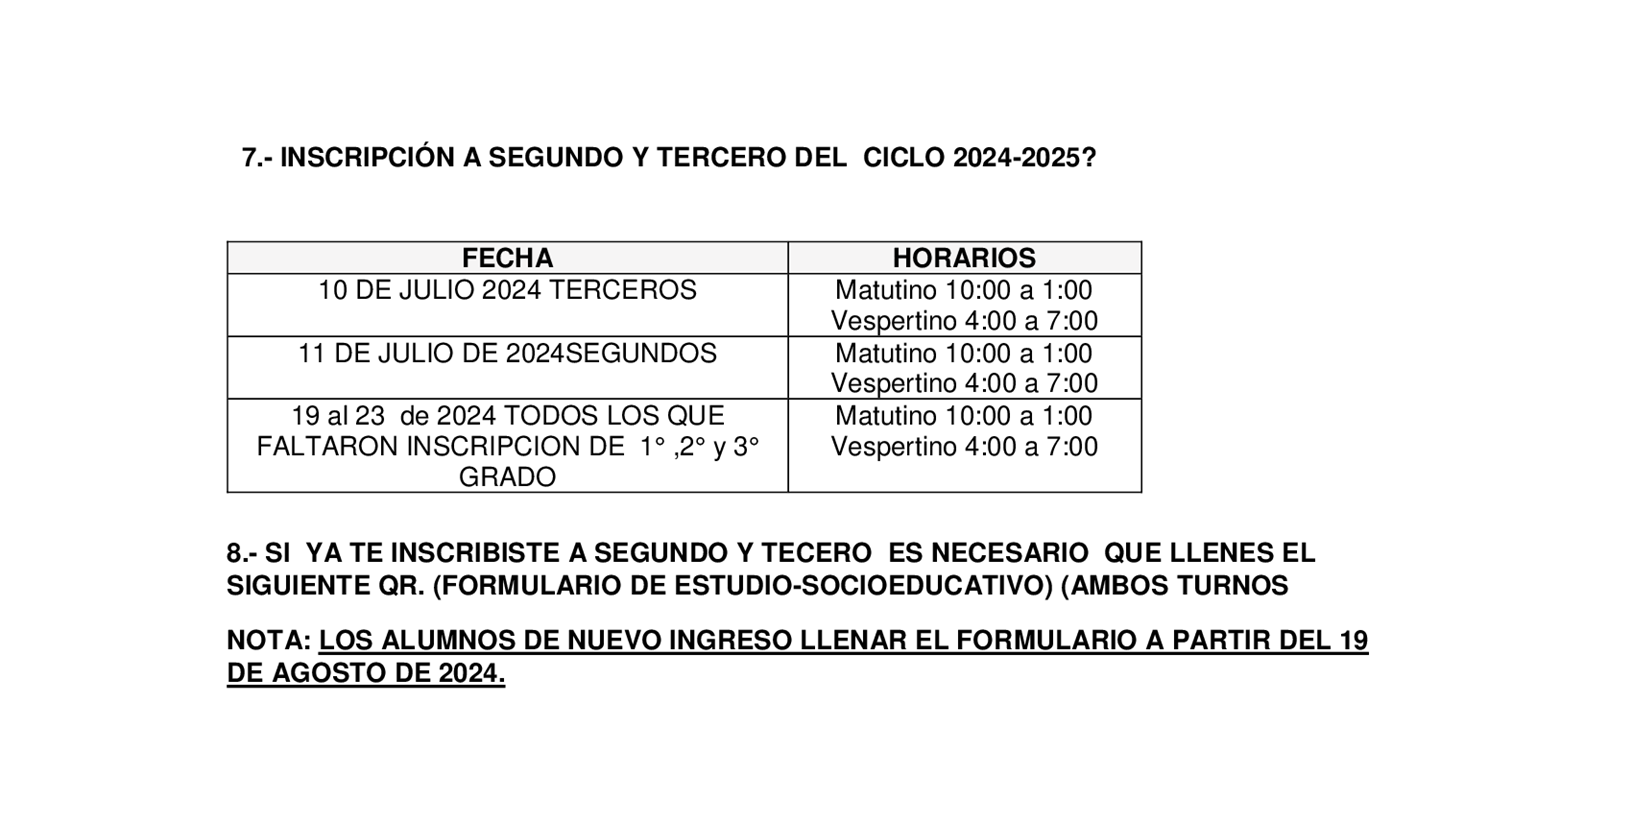 7.- INSCRIPCIÓN A SEGUNDO Y TERCERO DEL  CICLO 2024-2025?
FECHA HORARIOS
10 DE JULIO 2024 TERCEROS Matutino 10:00 a 1:00
Vespertino 4:00 a 7:00
11 DE JULIO DE 2024SEGUNDOS Matutino 10:00 a 1:00
Vespertino 4:00 a 7:00
19 al 23  de 2024 TODOS LOS QUE Matutino 10:00 a 1:00
FALTARON INSCRIPCION DE  1° ,2° y 3° Vespertino 4:00 a 7:00
GRADO
8.- SI  YA TE INSCRIBISTE A SEGUNDO Y TECERO  ES NECESARIO  QUE LLENES EL
SIGUIENTE QR. (FORMULARIO DE ESTUDIO-SOCIOEDUCATIVO) (AMBOS TURNOS
NOTA: LOS ALUMNOS DE NUEVO INGRESO LLENAR EL FORMULARIO A PARTIR DEL 19
DE AGOSTO DE 2024.